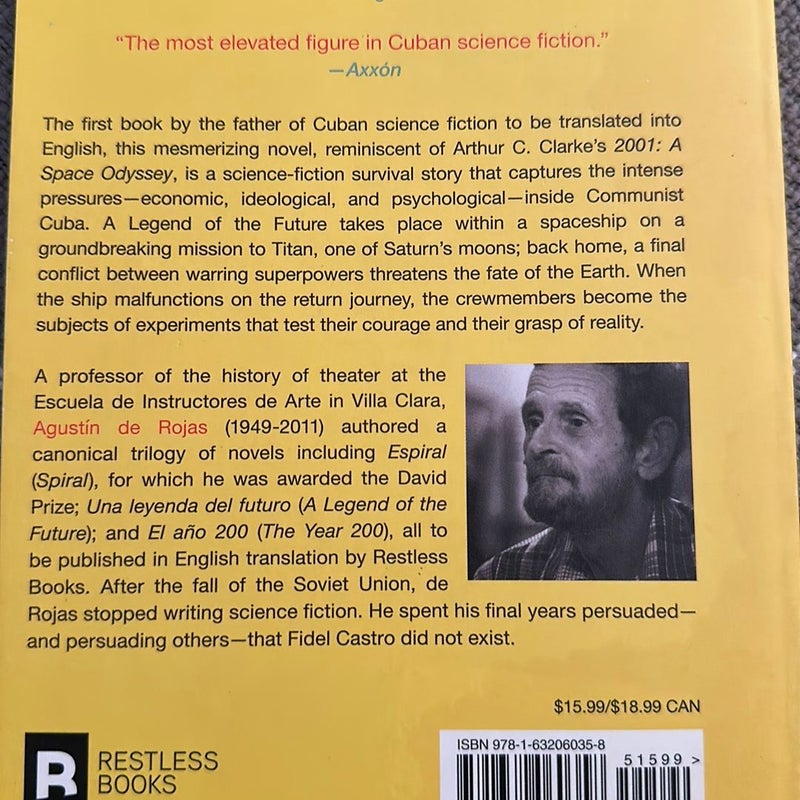 “The most elevated figure in Cuban science fiction.”
—Axxón
The first book by the father of Cuban science fiction to be translated into
English, this mesmerizing novel, reminiscent of Arthur C. Clarke’s 2001: A
Space Odyssey, is a science-fiction survival story that captures the intense
pressures—economic, ideological, and psychological—inside Communist
Cuba. A Legend of the Future takes place within a spaceship on a
groundbreaking mission to Titan, one of Saturn’s moons; back home, a final
conflict between warring superpowers threatens the fate of the Earth. When
the ship malfunctions on the return journey, the crewmembers become the
subjects of experiments that test their courage and their grasp of reality.
A professor of the history of theater at the
Escuela de Instructores de Arte in Villa Clara,
Agustín de Rojas (1949-2011) authored a
canonical trilogy of novels including Espiral
(Spiral), for which he was awarded the David
Prize; Una leyenda del futuro (A Legend of the
Future); and El año 200 (The Year 200), all to
be published in English translation by Restless
Books. After the fall of the Soviet Union, de
Rojas stopped writing science fiction. He spent his final years persuaded—
and persuading others—that Fidel Castro did not exist.
$15.99/$18.99 CAN
ISBN 978-1-63206035-8
51599 >
R RESTLESS
BOOKS